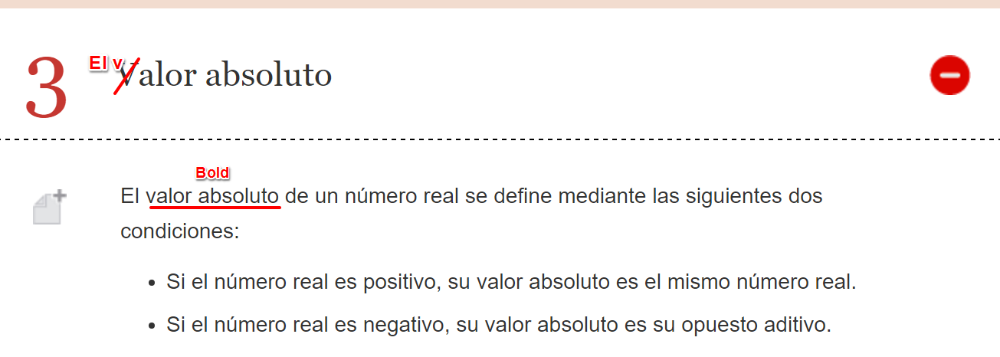 3 El v Valor absoluto
Bold
El valor absoluto de un número real se define mediante las siguientes dos
condiciones:
• Si el número real es positivo, su valor absoluto es el mismo número real.
• Si el número real es negativo, su valor absoluto es su opuesto aditivo.